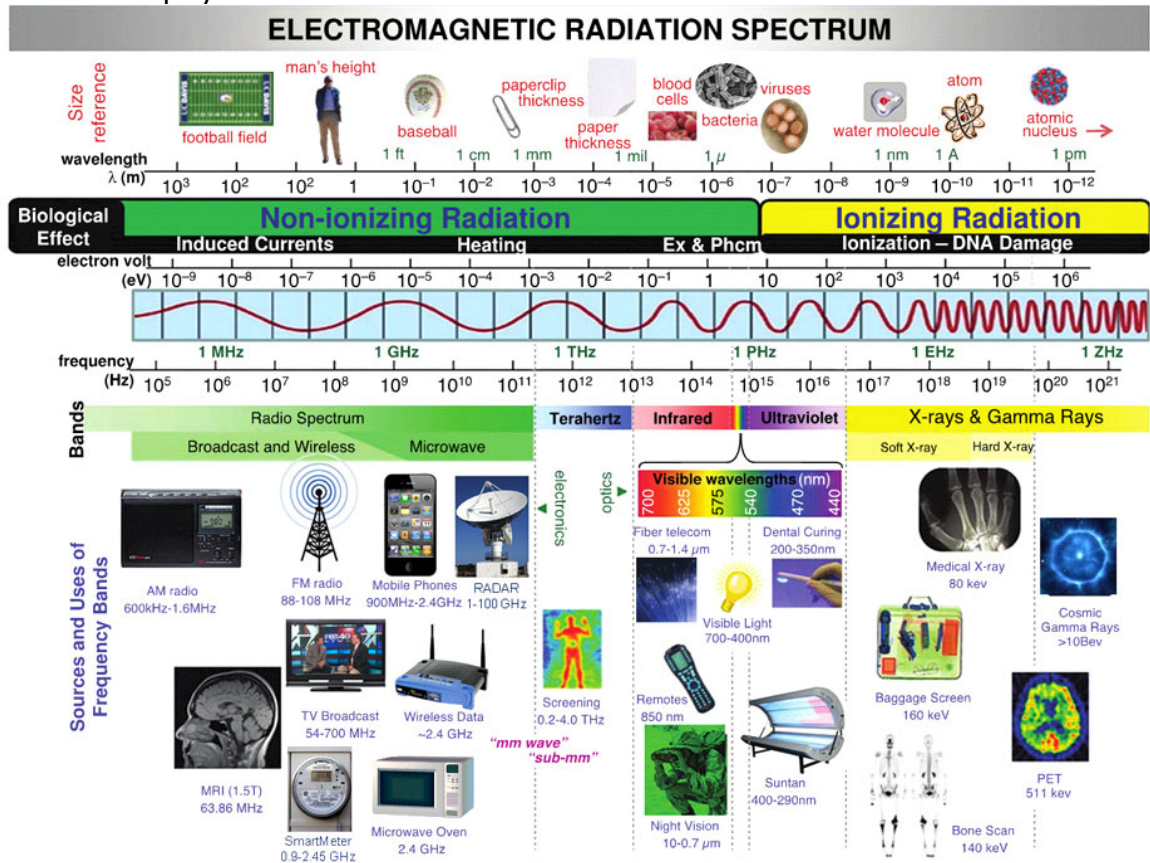 ELECTROMAGNETIC RADIATION SPECTRUM
Size
reference
football field
man's height
baseball
paperclip
thickness
paper
thickness
blood
cells
bacteria
viruses
water molecule
atom
atomic
nucleus
wavelength
λ (m)
1 ft 1 cm 1 mm 1 mil 1 µ 1 nm 1 A 1 pm
10³ 10² 10² 1 10⁻¹ 10⁻² 10⁻³ 10⁻⁴ 10⁻⁵ 10⁻⁶ 10⁻⁷ 10⁻⁸ 10⁻⁹ 10⁻¹⁰ 10⁻¹¹ 10⁻¹²
Biological
Effect
Non-ionizing Radiation Ionizing Radiation
Induced Currents Heating Ex & Phcm Ionization – DNA Damage
electron volt
(eV)
10⁻⁹ 10⁻⁸ 10⁻⁷ 10⁻⁶ 10⁻⁵ 10⁻⁴ 10⁻³ 10⁻² 10⁻¹ 1 10 10² 10³ 10⁴ 10⁵ 10⁶
frequency
(Hz)
1 MHz 1 GHz 1 THz 1 PHz 1 EHz 1 ZHz
10⁵ 10⁶ 10⁷ 10⁸ 10⁹ 10¹⁰ 10¹¹ 10¹² 10¹³ 10¹⁴ 10¹⁵ 10¹⁶ 10¹⁷ 10¹⁸ 10¹⁹ 10²⁰ 10²¹
Bands
Radio Spectrum Terahertz Infrared Ultraviolet X-rays & Gamma Rays
Broadcast and Wireless Microwave Soft X-ray Hard X-ray
electronics
optics
Visible wavelengths (nm)
700 625 575 540 470 440
Sources and Uses of
Frequency Bands
AM radio
600kHz-1.6MHz
FM radio
88-108 MHz
Mobile Phones
900MHz-2.4GHz
RADAR
1-100 GHz
Fiber telecom
0.7-1.4 µm
Dental Curing
200-350nm
Visible Light
700-400nm
Medical X-ray
80 kev
Cosmic
Gamma Rays
>10Bev
MRI (1.5T)
63.86 MHz
TV Broadcast
54-700 MHz
Wireless Data
~2.4 GHz
Screening
0.2-4.0 THz
"mm wave"
"sub-mm"
Remotes
850 nm
Baggage Screen
160 keV
SmartMeter
0.9-2.45 GHz
Microwave Oven
2.4 GHz
Night Vision
10-0.7 µm
Suntan
400-290nm
Bone Scan
140 keV
PET
511 kev